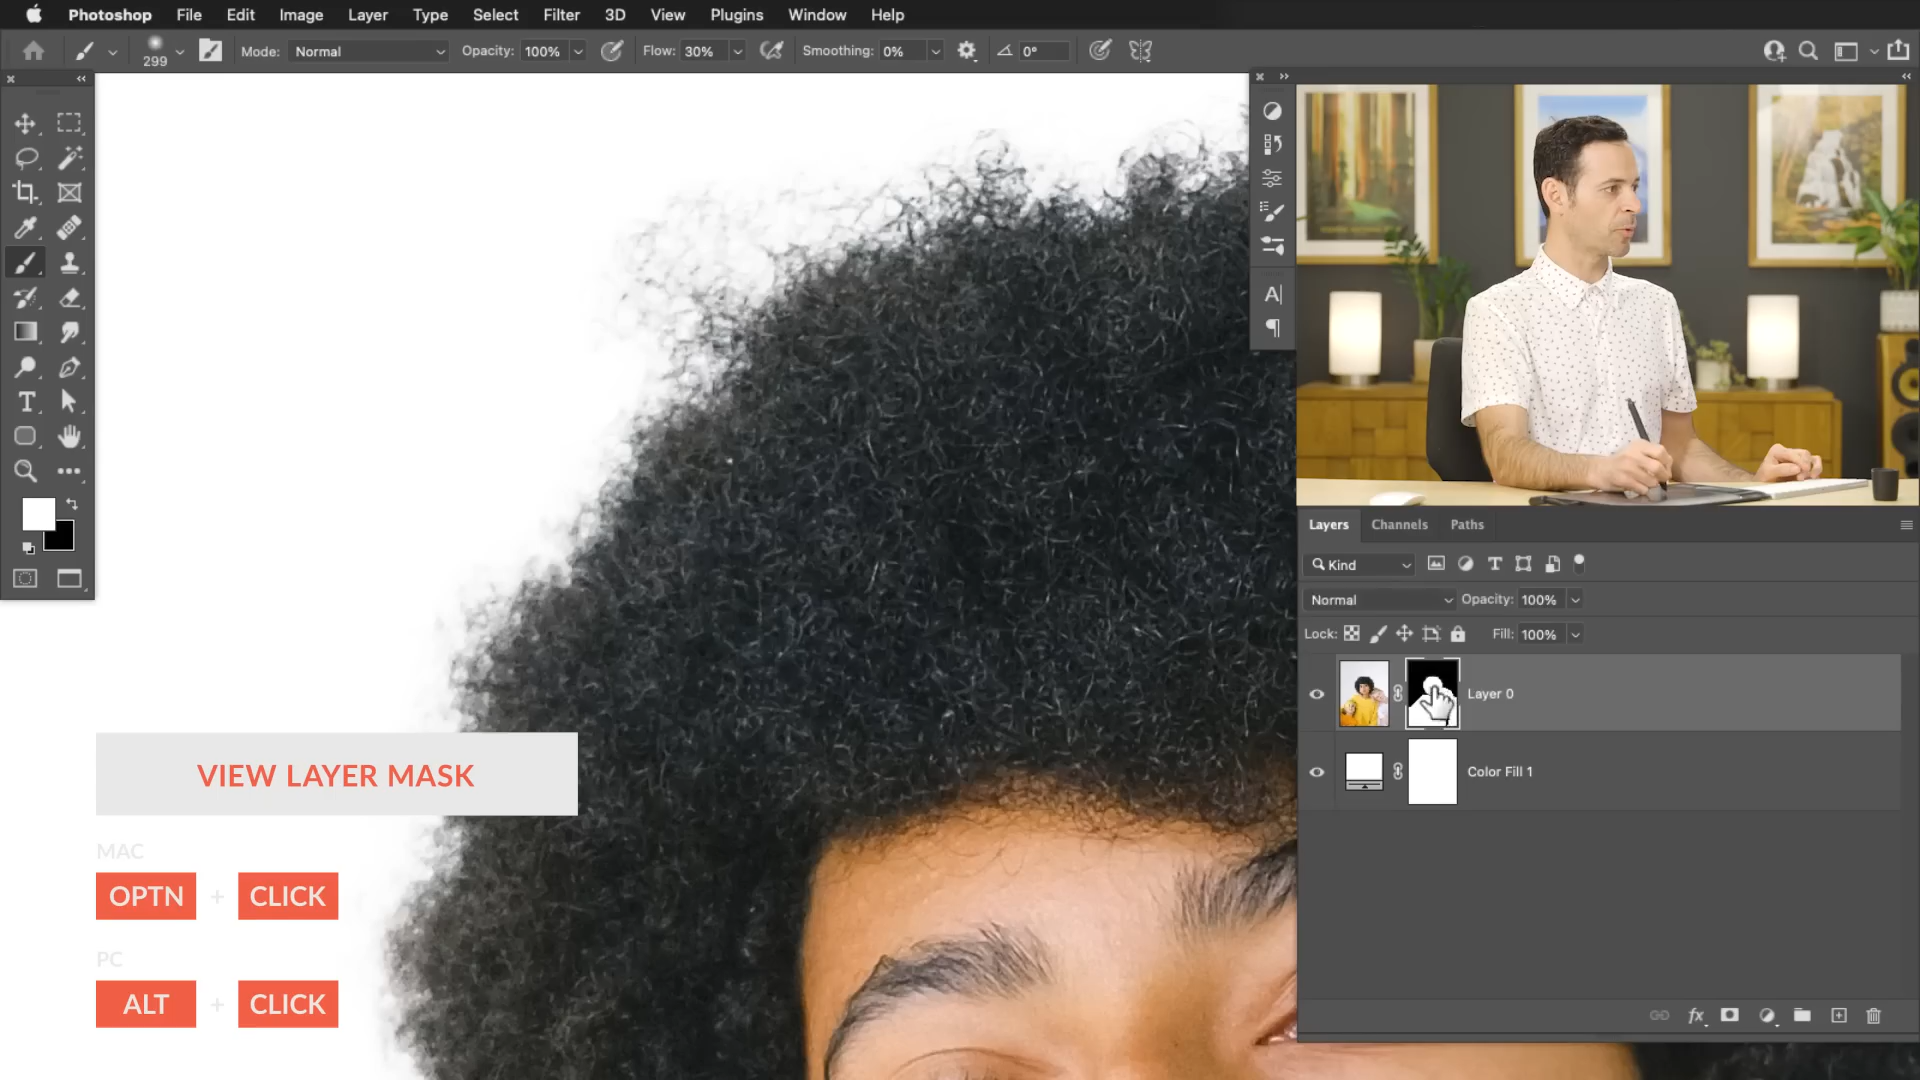 Photoshop File Edit Image Layer Type Select Filter 3D View Plugins Window Help
299 Mode: Normal Opacity: 100% Flow: 30% Smoothing: 0% 0°
Layers Channels Paths
Kind
Normal Opacity: 100%
Lock: Fill: 100%
Layer 0
Color Fill 1
VIEW LAYER MASK
MAC
OPTN + CLICK
PC
ALT + CLICK